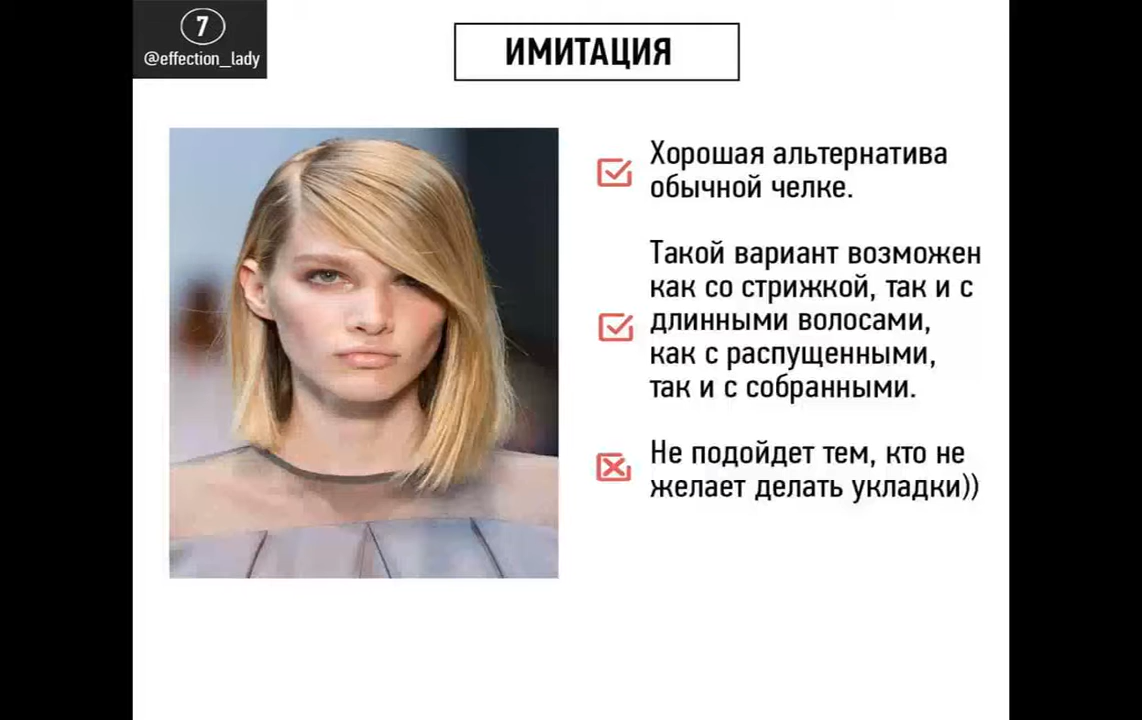 7
@effection_lady
ИМИТАЦИЯ
Хорошая альтернатива
обычной челке.
Такой вариант возможен
как со стрижкой, так и с
длинными волосами,
как с распущенными,
так и с собранными.
Не подойдет тем, кто не
желает делать укладки))